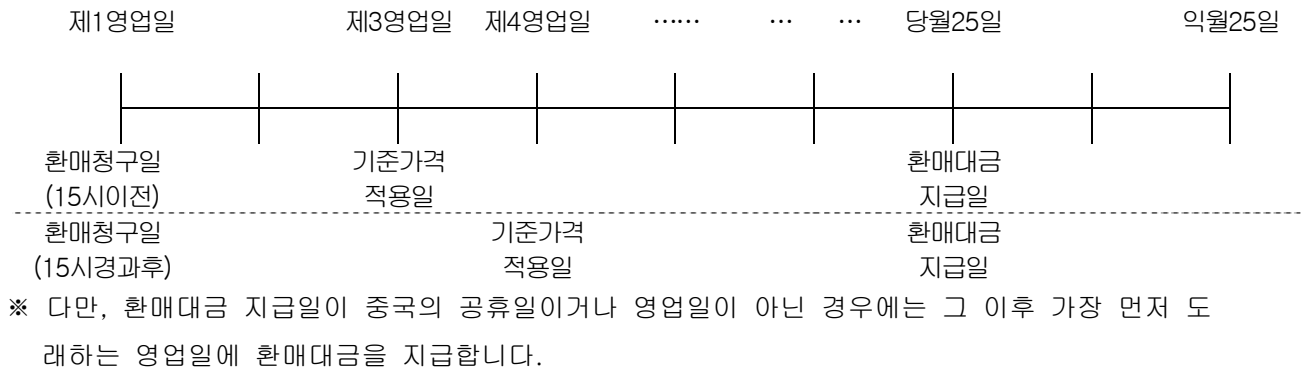 제1영업일 제3영업일 제4영업일 …… … … 당월25일 익월25일
환매청구일 기준가격 환매대금
(15시이전) 적용일 지급일
환매청구일 기준가격 환매대금
(15시경과후) 적용일 지급일
※ 다만, 환매대금 지급일이 중국의 공휴일이거나 영업일이 아닌 경우에는 그 이후 가장 먼저 도
래하는 영업일에 환매대금을 지급합니다.